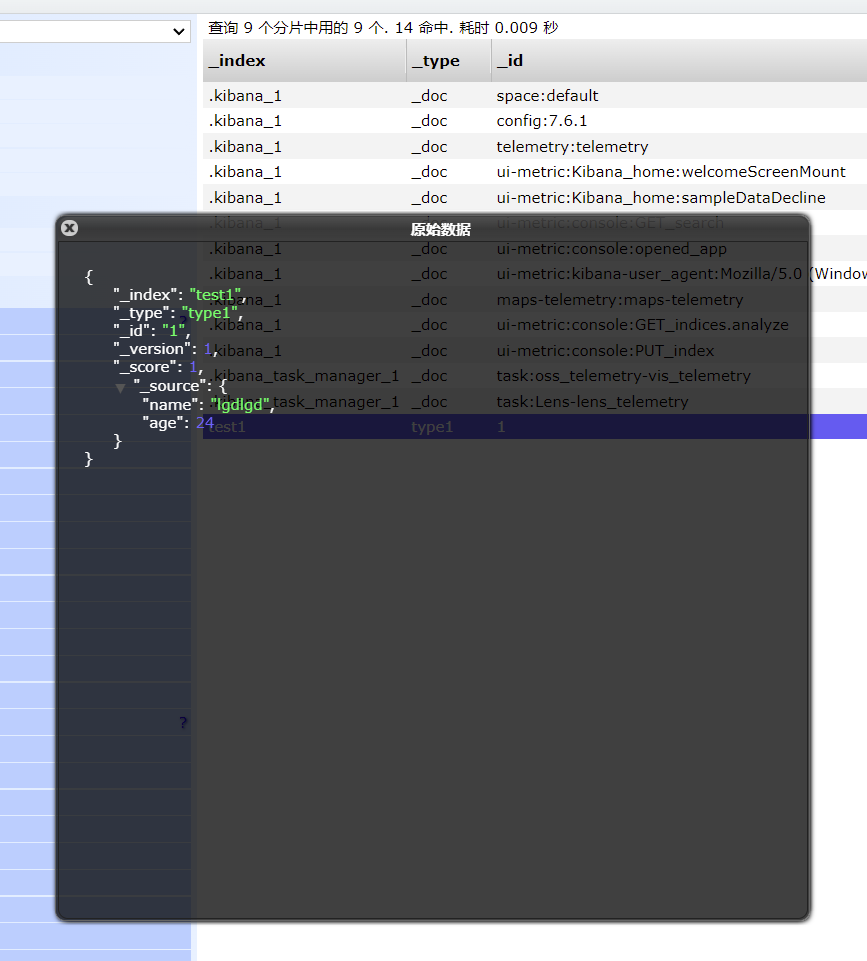 查询 9 个分片中用的 9 个. 14 命中. 耗时 0.009 秒
_index _type _id
.kibana_1 _doc space:default
.kibana_1 _doc config:7.6.1
.kibana_1 _doc telemetry:telemetry
.kibana_1 _doc ui-metric:Kibana_home:welcomeScreenMount
.kibana_1 _doc ui-metric:Kibana_home:sampleDataDecline
.kibana_1 _doc ui-metric:console:GET_search
.kibana_1 _doc ui-metric:console:opened_app
.kibana_1 _doc ui-metric:kibana-user_agent:Mozilla/5.0 (Window
.kibana_1 _doc maps-telemetry:maps-telemetry
.kibana_1 _doc ui-metric:console:GET_indices.analyze
.kibana_1 _doc ui-metric:console:PUT_index
.kibana_task_manager_1 _doc task:oss_telemetry-vis_telemetry
.kibana_task_manager_1 _doc task:Lens-lens_telemetry
test1 type1 1
原始数据
{
"_index": "test1",
"_type": "type1",
"_id": "1",
"_version": 1,
"_score": 1,
"_source": {
"name": "lgdlgd",
"age": 24
}
}
?
?